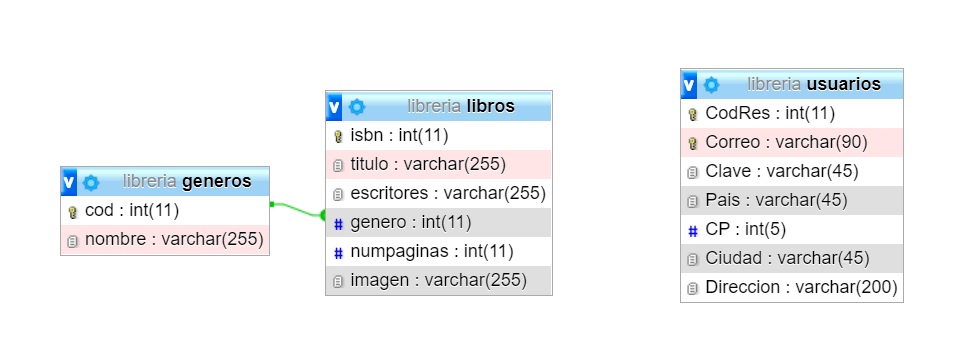 v libreria generos
cod : int(11)
nombre : varchar(255)
v libreria libros
isbn : int(11)
titulo : varchar(255)
escritores : varchar(255)
# genero : int(11)
# numpaginas : int(11)
imagen : varchar(255)
v libreria usuarios
CodRes : int(11)
Correo : varchar(90)
Clave : varchar(45)
Pais : varchar(45)
# CP : int(5)
Ciudad : varchar(45)
Direccion : varchar(200)